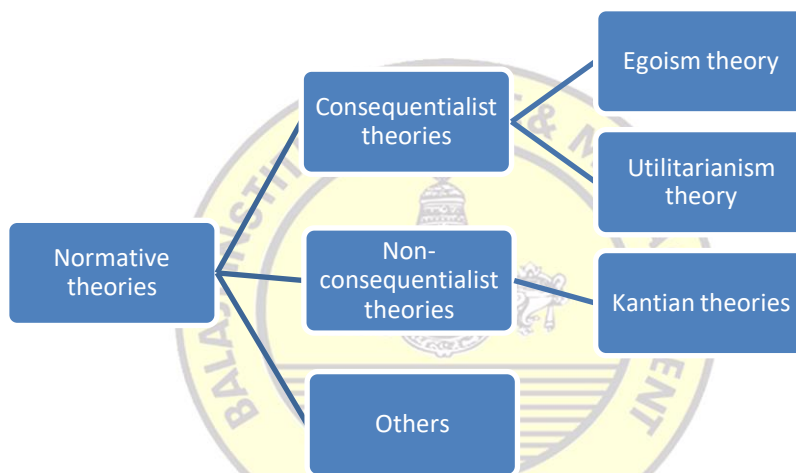 Normative
theories
Consequentialist
theories
Non-
consequentialist
theories
Others
Egoism theory
Utilitarianism
theory
Kantian theories